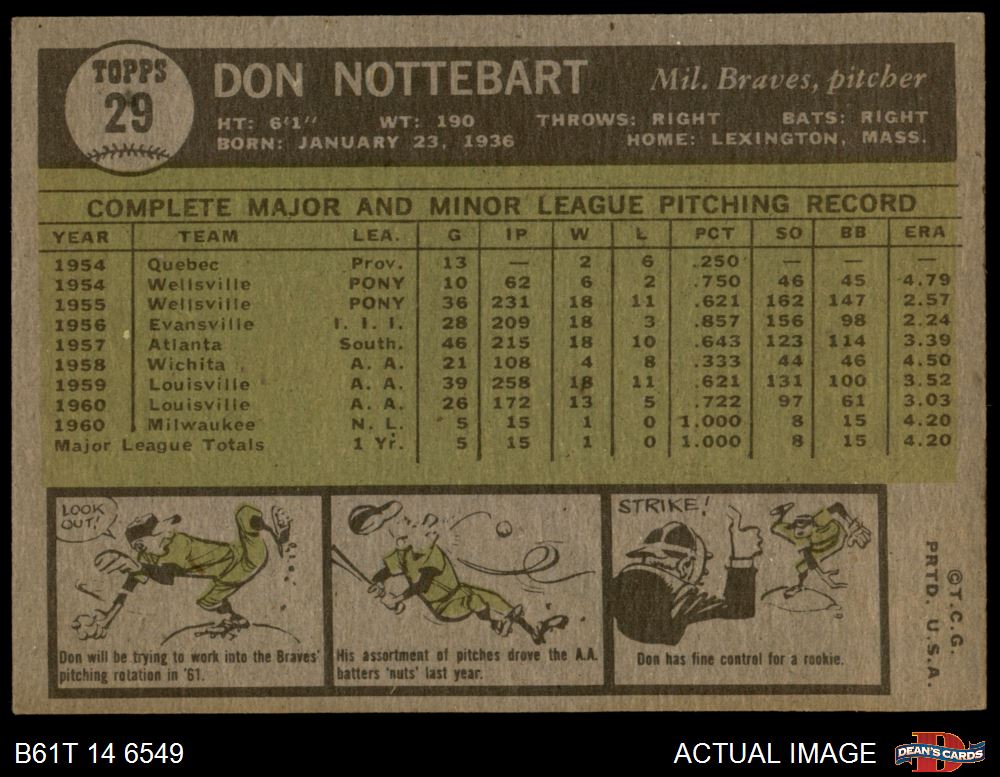 TOPPS
29
DON NOTTEBART Mil. Braves, pitcher
HT: 6'1" WT: 190 THROWS: RIGHT BATS: RIGHT
BORN: JANUARY 23, 1936 HOME: LEXINGTON, MASS.
COMPLETE MAJOR AND MINOR LEAGUE PITCHING RECORD
YEAR TEAM LEA. G IP W L PCT SO BB ERA
1954 Quebec Prov. 13 — 2 6 .250 — — —
1954 Wellsville PONY 10 62 6 2 .750 46 45 4.79
1955 Wellsville PONY 36 231 18 11 .621 162 147 2.57
1956 Evansville I. I. I. 28 209 18 3 .857 156 98 2.24
1957 Atlanta South. 46 215 18 10 .643 123 114 3.39
1958 Wichita A. A. 21 108 4 8 .333 44 46 4.50
1959 Louisville A. A. 39 258 18 11 .621 131 100 3.52
1960 Louisville A. A. 26 172 13 5 .722 97 61 3.03
1960 Milwaukee N. L. 5 15 1 0 1.000 8 15 4.20
Major League Totals 1 Yr. 5 15 1 0 1.000 8 15 4.20
LOOK
OUT!
Don will be trying to work into the Braves'
pitching rotation in '61.
His assortment of pitches drove the A.A.
batters 'nuts' last year.
STRIKE!
Don has fine control for a rookie.
©T.C.G.
PRTD. U.S.A.
B61T 14 6549 ACTUAL IMAGE
DEAN'S CARDS